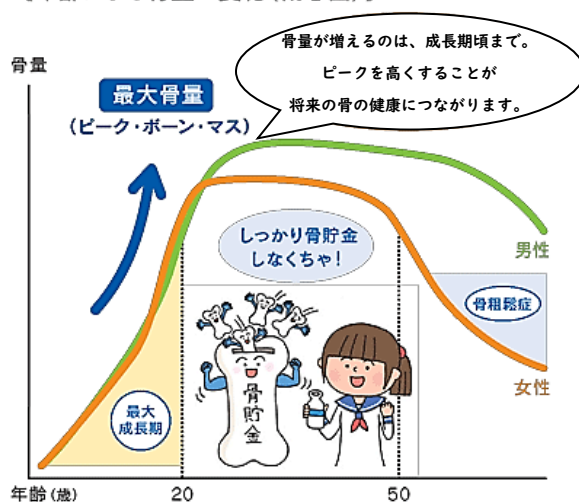 骨量が増えるのは、成長期頃まで。
ピークを高くすることが
将来の骨の健康につながります。
骨量
最大骨量
(ピーク・ボーン・マス)
しっかり骨貯金
しなくちゃ!
男性
骨粗鬆症
骨貯金
女性
最大
成長期
年齢(歳)
20
50